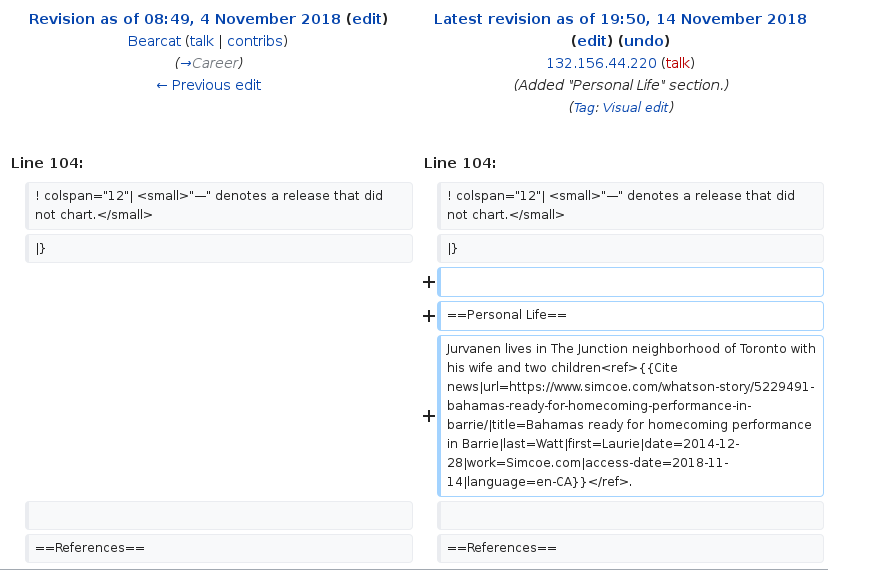 Revision as of 08:49, 4 November 2018 (edit)
Bearcat (talk | contribs)
(→Career)
← Previous edit
Latest revision as of 19:50, 14 November 2018
(edit) (undo)
132.156.44.220 (talk)
(Added "Personal Life" section.)
(Tag: Visual edit)
Line 104:
Line 104:
! colspan="12"| <small>"—" denotes a release that did
not chart.</small>
! colspan="12"| <small>"—" denotes a release that did
not chart.</small>
|}
|}
+
+ ==Personal Life==
Jurvanen lives in The Junction neighborhood of Toronto with
his wife and two children<ref>{{Cite
news|url=https://www.simcoe.com/whatson-story/5229491-
bahamas-ready-for-homecoming-performance-in-
+ barrie/|title=Bahamas ready for homecoming performance
in Barrie|last=Watt|first=Laurie|date=2014-12-
28|work=Simcoe.com|access-date=2018-11-
14|language=en-CA}}</ref>.
==References==
==References==